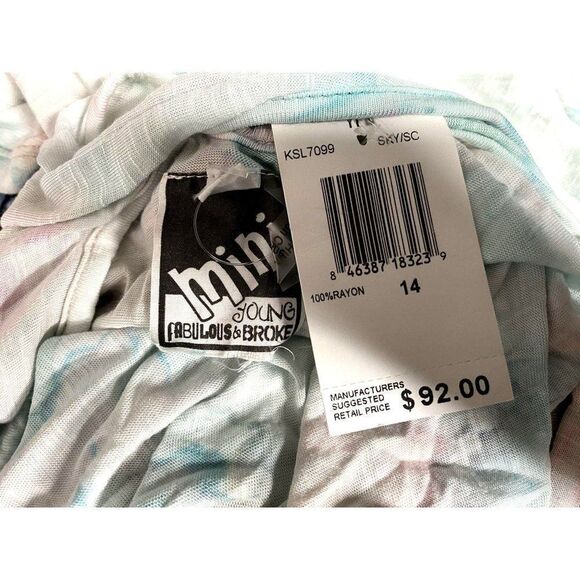 mini
YOUNG
FABULOUS & BROKE
KSL7099
SKY/SC
8 46387 18323 9
100%RAYON
14
MANUFACTURERS
SUGGESTED
RETAIL PRICE
$92.00